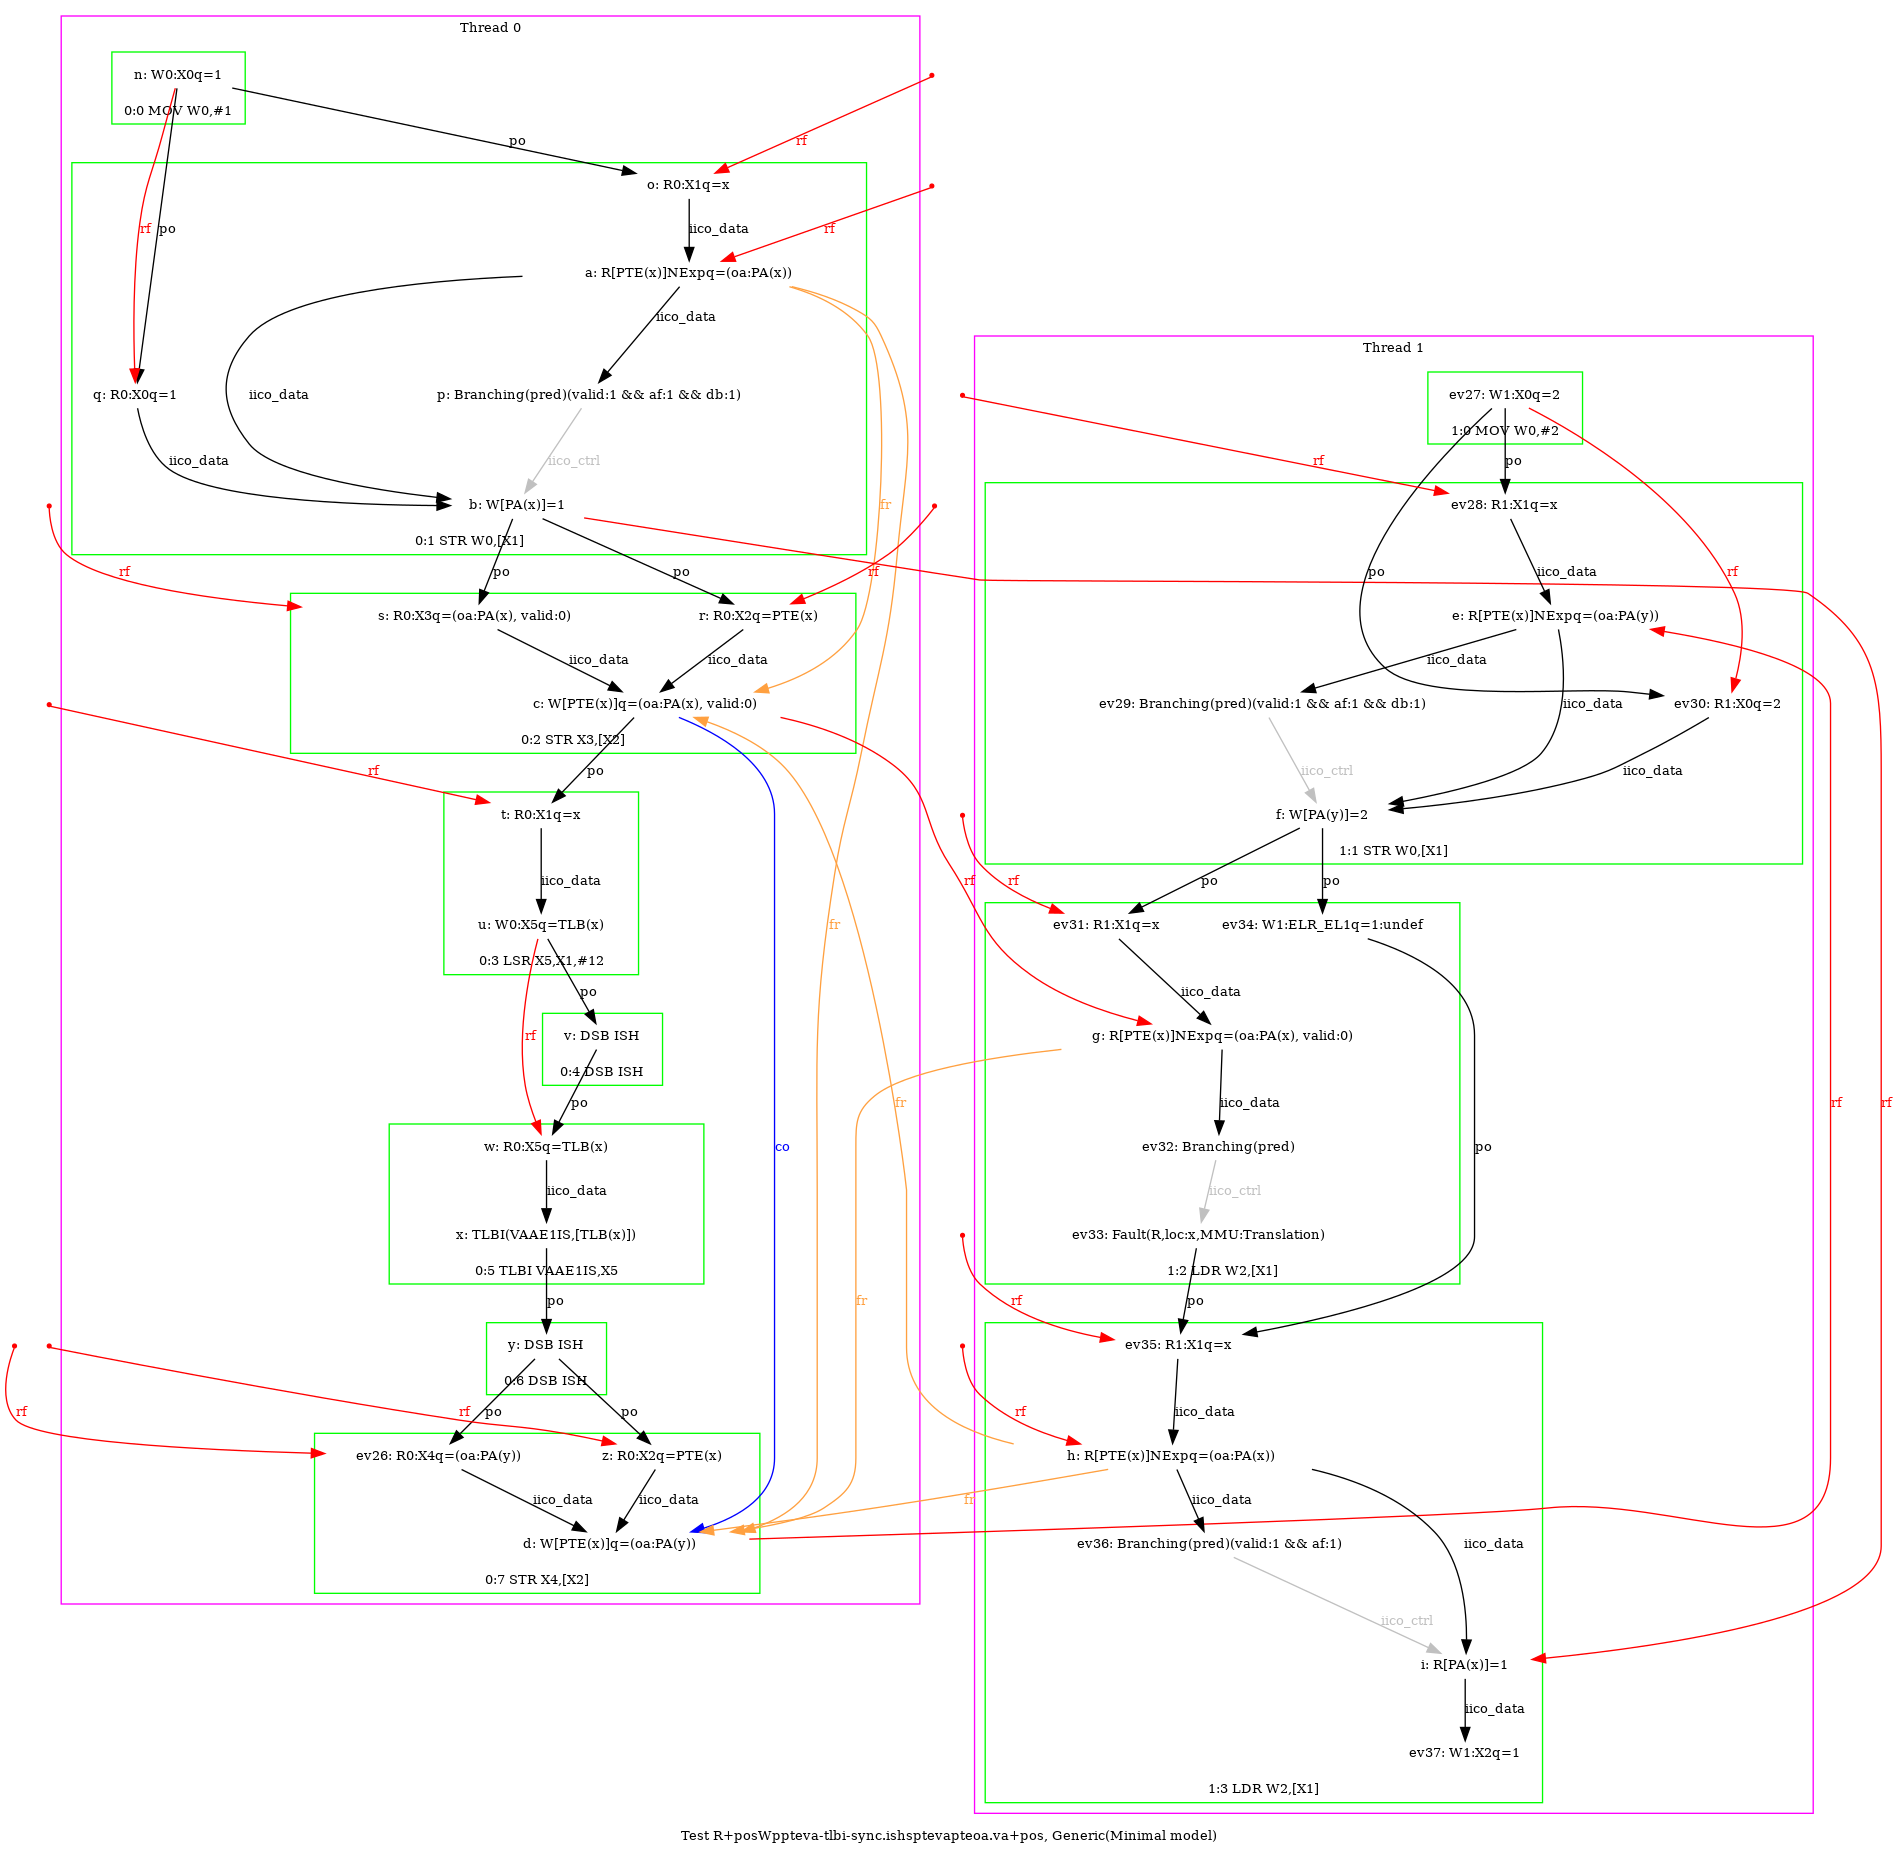 Thread 0
n: W0:X0q=1
0:0 MOV W0,#1
po
rf
o: R0:X1q=x
rf
po
iico_data
rf
a: R[PTE(x)]NExpq=(oa:PA(x))
iico_data
q: R0:X0q=1
iico_data
p: Branching(pred)(valid:1 && af:1 && db:1)
iico_data
iico_ctrl
fr
b: W[PA(x)]=1
0:1 STR W0,[X1]
rf
po
po
rf
s: R0:X3q=(oa:PA(x), valid:0)
r: R0:X2q=PTE(x)
iico_data
iico_data
c: W[PTE(x)]q=(oa:PA(x), valid:0)
0:2 STR X3,[X2]
rf
po
t: R0:X1q=x
iico_data
rf
fr
u: W0:X5q=TLB(x)
0:3 LSR X5,X1,#12
po
rf
v: DSB ISH
0:4 DSB ISH
po
fr
w: R0:X5q=TLB(x)
co
iico_data
x: TLBI(VAAE1IS,[TLB(x)])
0:5 TLBI VAAE1IS,X5
po
fr
y: DSB ISH
0:6 DSB ISH
rf
rf
po
po
ev26: R0:X4q=(oa:PA(y))
z: R0:X2q=PTE(x)
iico_data
iico_data
fr
d: W[PTE(x)]q=(oa:PA(y))
0:7 STR X4,[X2]
Thread 1
ev27: W1:X0q=2
1:0 MOV W0,#2
rf
po
ev28: R1:X1q=x
po
iico_data
rf
e: R[PTE(x)]NExpq=(oa:PA(y))
iico_data
ev29: Branching(pred)(valid:1 && af:1 && db:1)
iico_data
ev30: R1:X0q=2
iico_ctrl
iico_data
f: W[PA(y)]=2
1:1 STR W0,[X1]
rf
po
po
ev31: R1:X1q=x
ev34: W1:ELR_EL1q=1:undef
iico_data
g: R[PTE(x)]NExpq=(oa:PA(x), valid:0)
iico_data
rf
rf
ev32: Branching(pred)
po
iico_ctrl
ev33: Fault(R,loc:x,MMU:Translation)
1:2 LDR W2,[X1]
rf
po
ev35: R1:X1q=x
rf
iico_data
h: R[PTE(x)]NExpq=(oa:PA(x))
iico_data
ev36: Branching(pred)(valid:1 && af:1)
iico_data
iico_ctrl
i: R[PA(x)]=1
iico_data
ev37: W1:X2q=1
1:3 LDR W2,[X1]
Test R+posWppteva-tlbi-sync.ishsptevapteoa.va+pos, Generic(Minimal model)